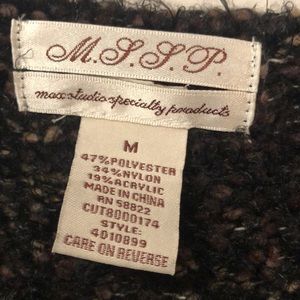 M.S.S.P.
max studio specialty products
M
47% POLYESTER
34% NYLON
19% ACRYLIC
MADE IN CHINA
RN 58822
CUT8000174
STYLE:
4010899
CARE ON REVERSE